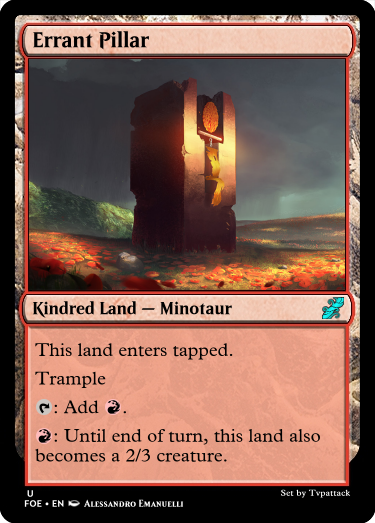 Errant Pillar
Kindred Land — Minotaur
This land enters tapped.
Trample
: Add .
: Until end of turn, this land also
becomes a 2/3 creature.
U
Set by Tvpattack
FOE • EN Alessandro Emanuelli